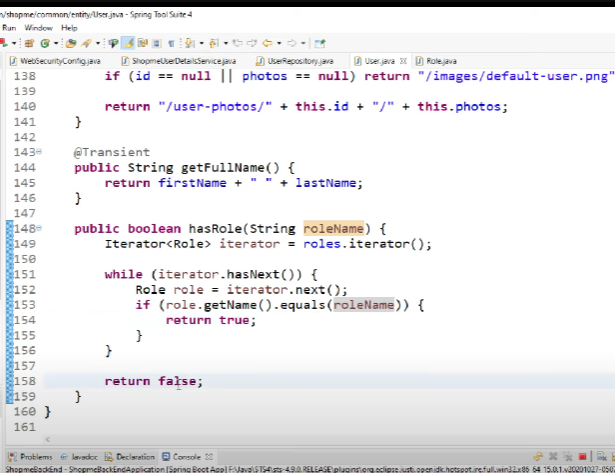 n/shopme/common/entity/User.java - Spring Tool Suite 4
Run Window Help
WebSecurityConfig.java ShopmeUserDetailsService.java UserRepository.java User.java Role.java
138 if (id == null || photos == null) return "/images/default-user.png"
139
140 return "/user-photos/" + this.id + "/" + this.photos;
141 }
142
143 @Transient
144 public String getFullName() {
145 return firstName + " " + lastName;
146 }
147
148 public boolean hasRole(String roleName) {
149 Iterator<Role> iterator = roles.iterator();
150
151 while (iterator.hasNext()) {
152 Role role = iterator.next();
153 if (role.getName().equals(roleName)) {
154 return true;
155 }
156 }
157
158 return false;
159 }
160 }
161
Problems Javadoc Declaration Console
ShopmeBackEnd - ShopmeBackEndApplication [Spring Boot App] F:\Java\STS4\sts-4.9.0.RELEASE\plugins\org.eclipse.justj.openjdk.hotspot.jre.full.win32.x86_64_15.0.1.v20201027-050